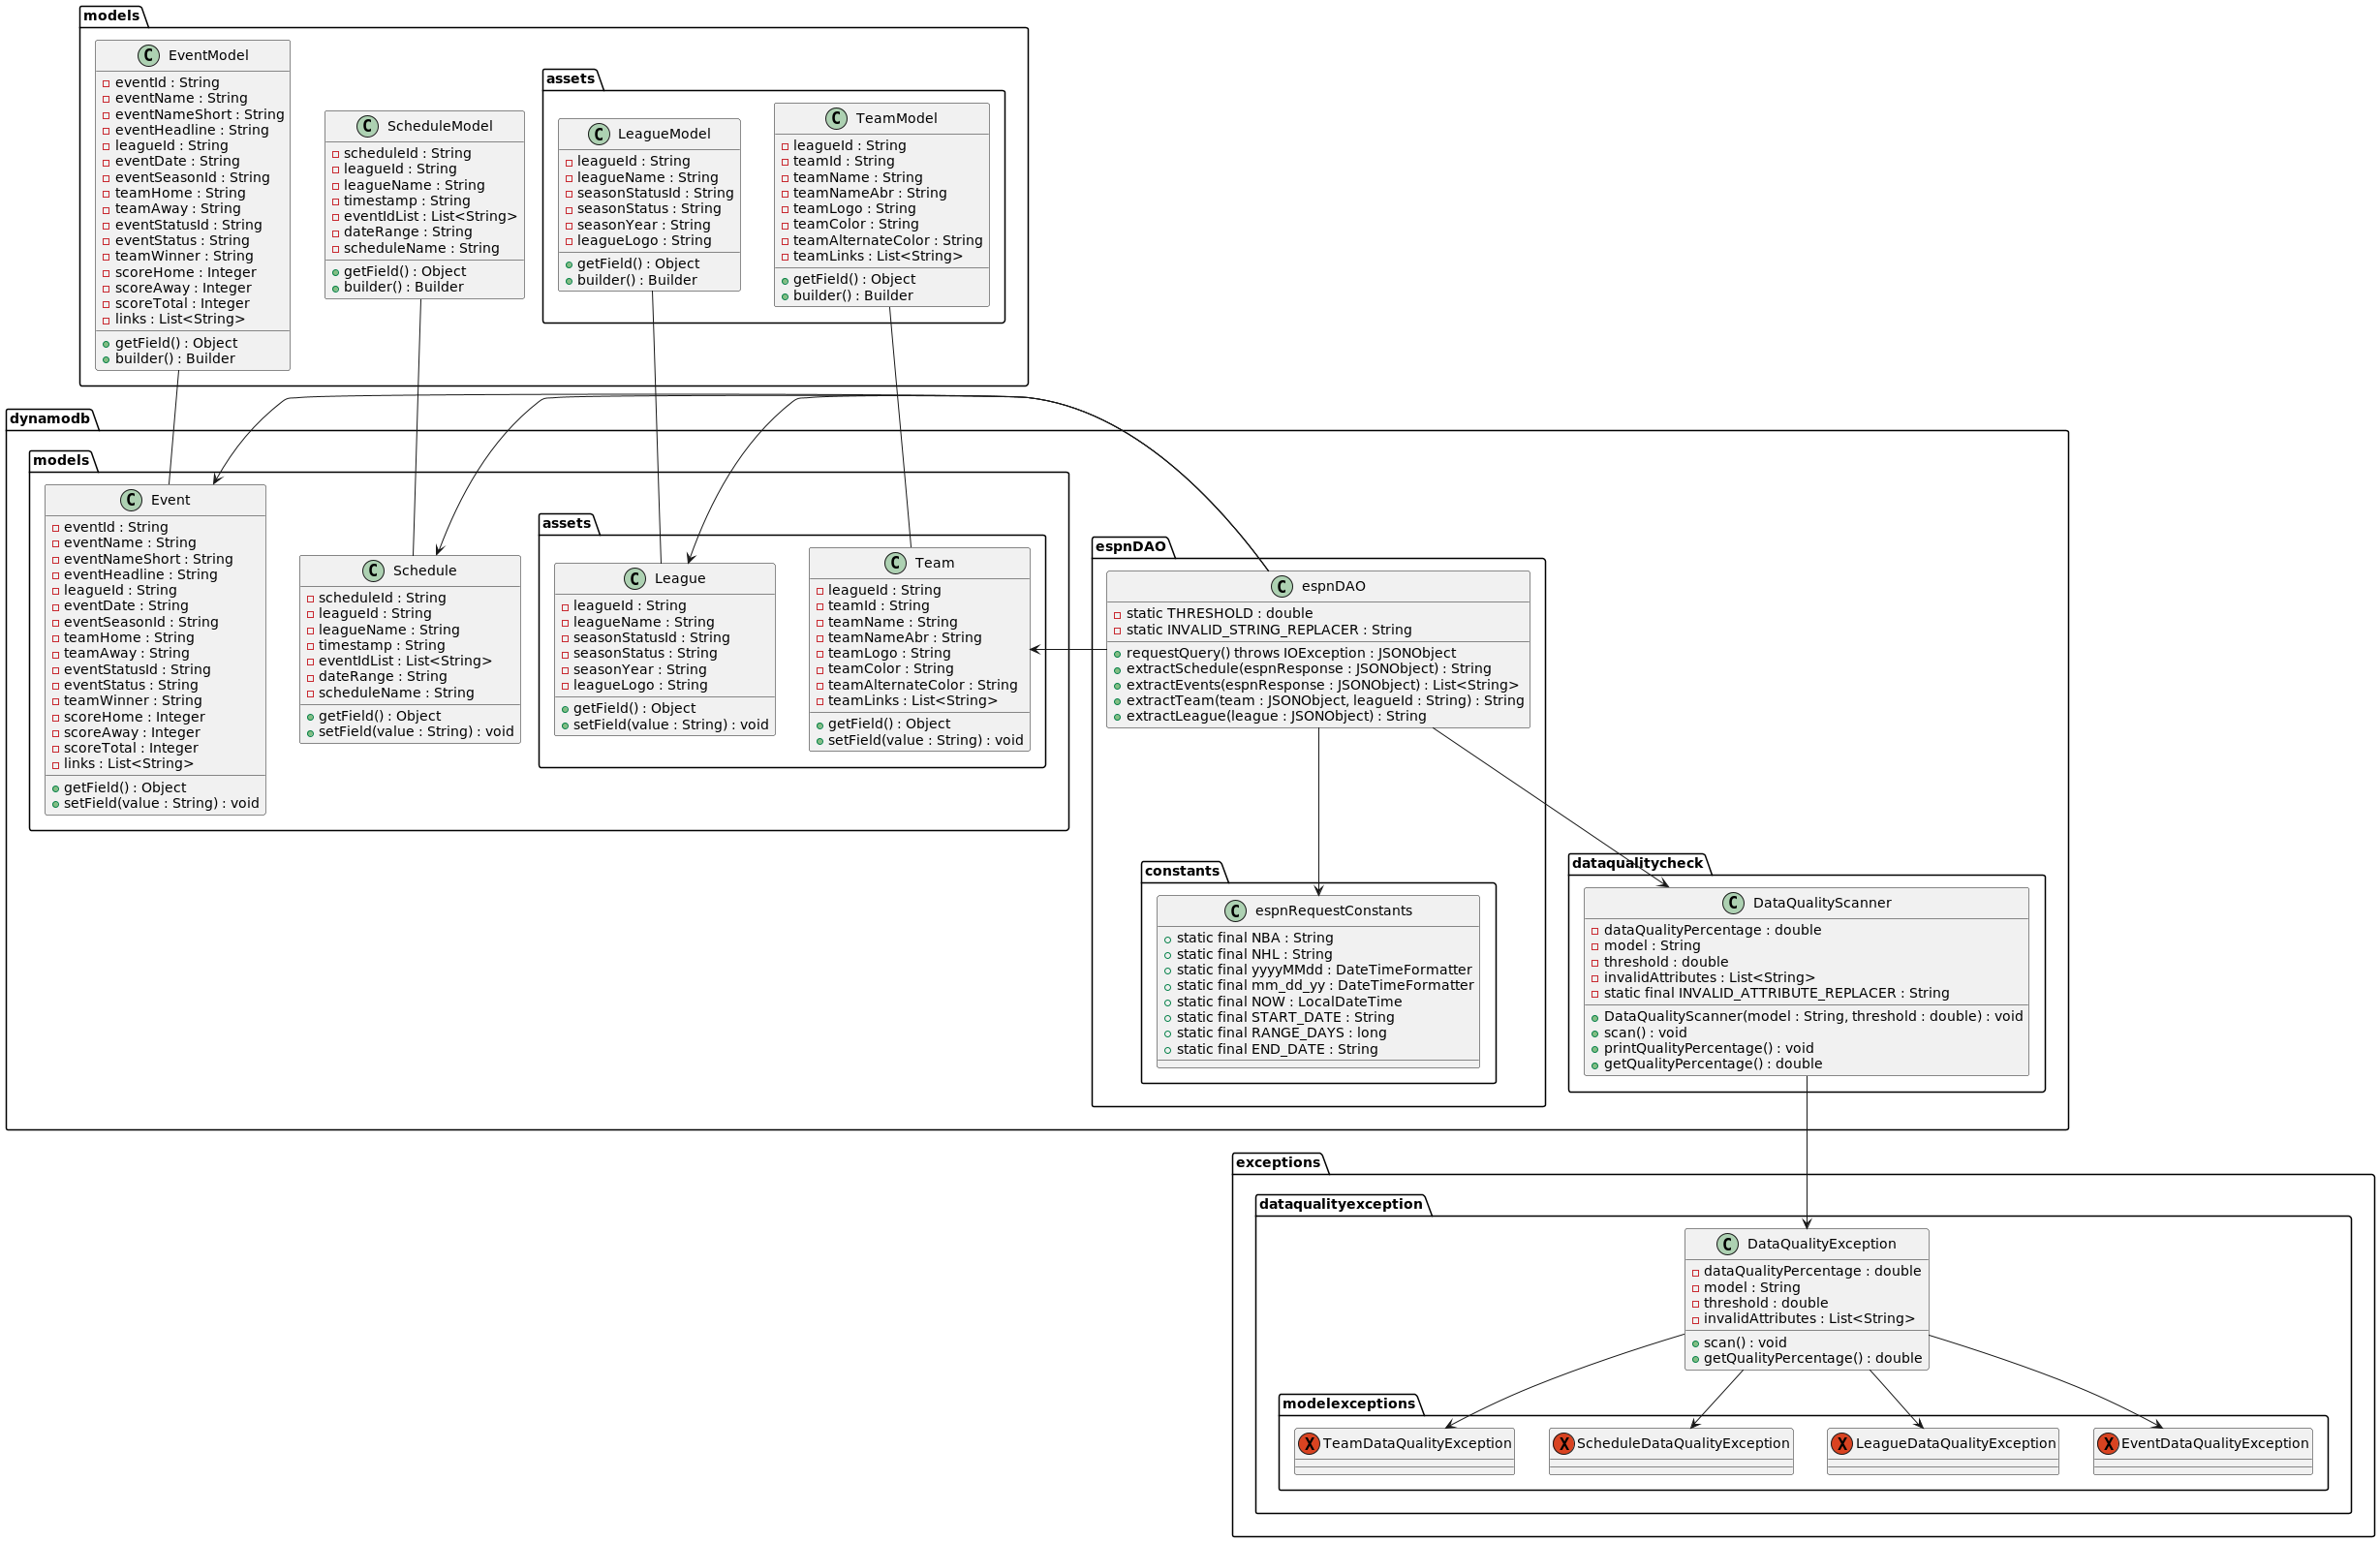 models
EventModel
eventId : String
eventName : String
eventNameShort : String
eventHeadline : String
leagueId : String
eventDate : String
eventSeasonId : String
teamHome : String
teamAway : String
eventStatusId : String
eventStatus : String
teamWinner : String
scoreHome : Integer
scoreAway : Integer
scoreTotal : Integer
links : List<String>
getField() : Object
builder() : Builder
ScheduleModel
scheduleId : String
leagueId : String
leagueName : String
timestamp : String
eventIdList : List<String>
dateRange : String
scheduleName : String
getField() : Object
builder() : Builder
assets
LeagueModel
leagueId : String
leagueName : String
seasonStatusId : String
seasonStatus : String
seasonYear : String
leagueLogo : String
getField() : Object
builder() : Builder
TeamModel
leagueId : String
teamId : String
teamName : String
teamNameAbr : String
teamLogo : String
teamColor : String
teamAlternateColor : String
teamLinks : List<String>
getField() : Object
builder() : Builder
dynamodb
models
Event
eventId : String
eventName : String
eventNameShort : String
eventHeadline : String
leagueId : String
eventDate : String
eventSeasonId : String
teamHome : String
teamAway : String
eventStatusId : String
eventStatus : String
teamWinner : String
scoreHome : Integer
scoreAway : Integer
scoreTotal : Integer
links : List<String>
getField() : Object
setField(value : String) : void
Schedule
scheduleId : String
leagueId : String
leagueName : String
timestamp : String
eventIdList : List<String>
dateRange : String
scheduleName : String
getField() : Object
setField(value : String) : void
assets
League
leagueId : String
leagueName : String
seasonStatusId : String
seasonStatus : String
seasonYear : String
leagueLogo : String
getField() : Object
setField(value : String) : void
Team
leagueId : String
teamId : String
teamName : String
teamNameAbr : String
teamLogo : String
teamColor : String
teamAlternateColor : String
teamLinks : List<String>
getField() : Object
setField(value : String) : void
espnDAO
espnDAO
static THRESHOLD : double
static INVALID_STRING_REPLACER : String
requestQuery() throws IOException : JSONObject
extractSchedule(espnResponse : JSONObject) : String
extractEvents(espnResponse : JSONObject) : List<String>
extractTeam(team : JSONObject, leagueId : String) : String
extractLeague(league : JSONObject) : String
constants
espnRequestConstants
static final NBA : String
static final NHL : String
static final yyyyMMdd : DateTimeFormatter
static final mm_dd_yy : DateTimeFormatter
static final NOW : LocalDateTime
static final START_DATE : String
static final RANGE_DAYS : long
static final END_DATE : String
dataqualitycheck
DataQualityScanner
dataQualityPercentage : double
model : String
threshold : double
invalidAttributes : List<String>
static final INVALID_ATTRIBUTE_REPLACER : String
DataQualityScanner(model : String, threshold : double) : void
scan() : void
printQualityPercentage() : void
getQualityPercentage() : double
exceptions
dataqualityexception
DataQualityException
dataQualityPercentage : double
model : String
threshold : double
invalidAttributes : List<String>
scan() : void
getQualityPercentage() : double
modelexceptions
TeamDataQualityException
ScheduleDataQualityException
LeagueDataQualityException
EventDataQualityException